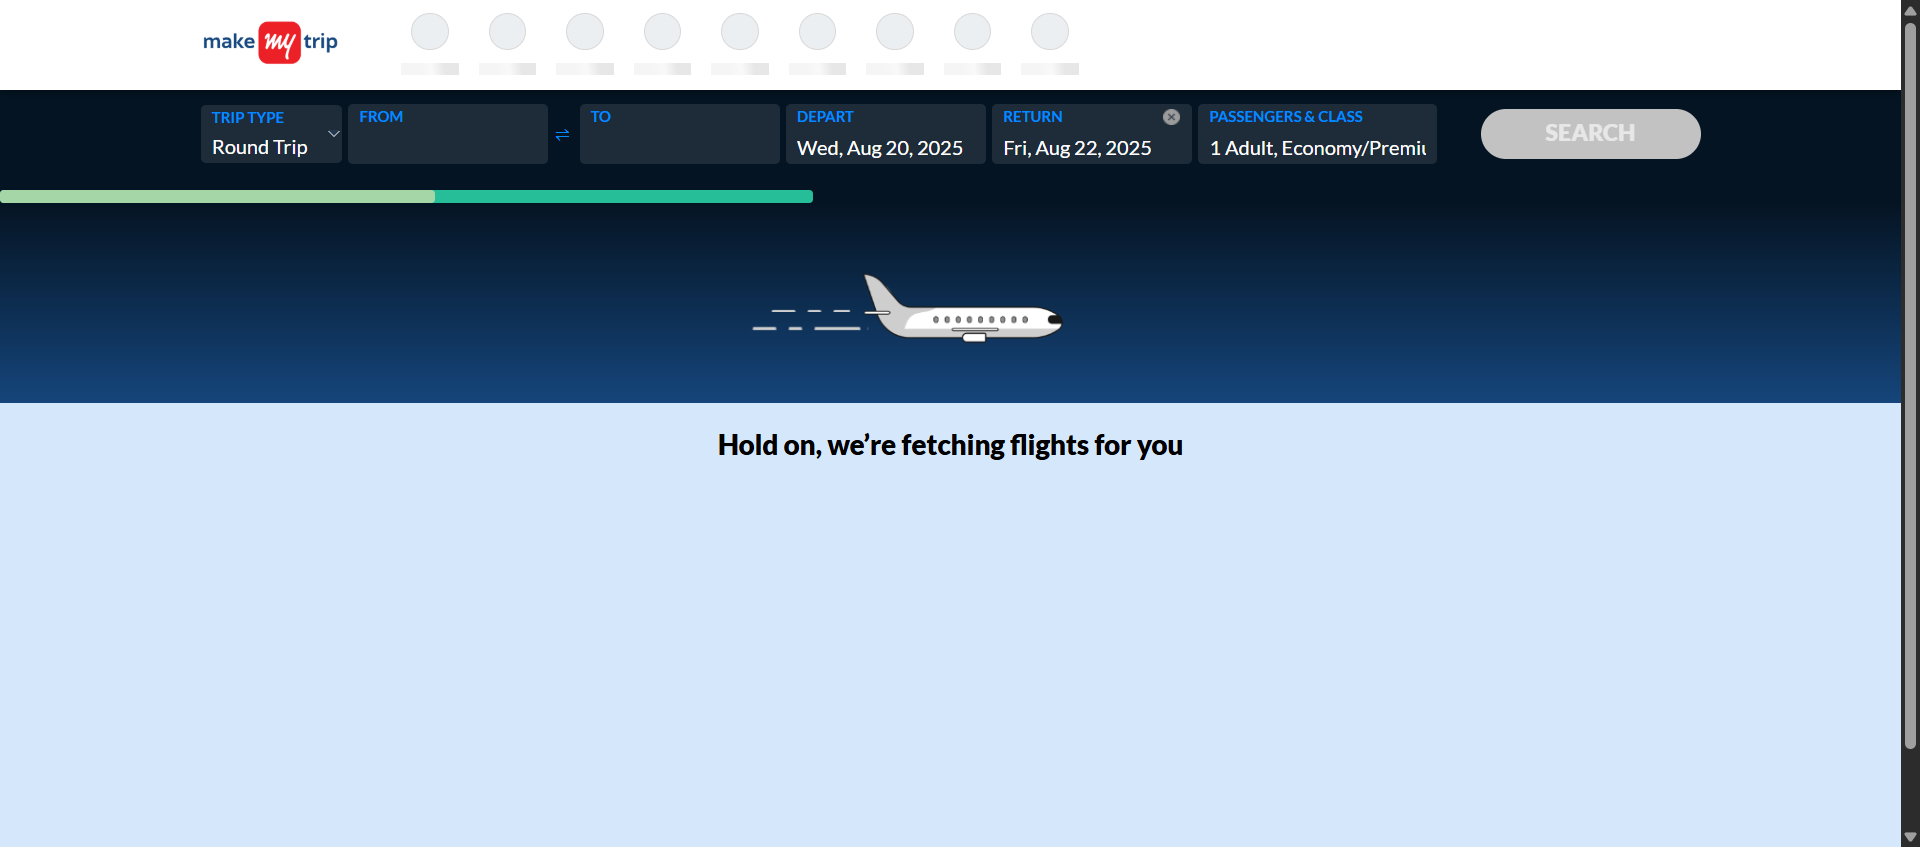 make my trip
TRIP TYPE
Round Trip
FROM
TO
DEPART
Wed, Aug 20, 2025
RETURN
Fri, Aug 22, 2025
PASSENGERS & CLASS
1 Adult, Economy/Premiu
SEARCH
Hold on, we’re fetching flights for you